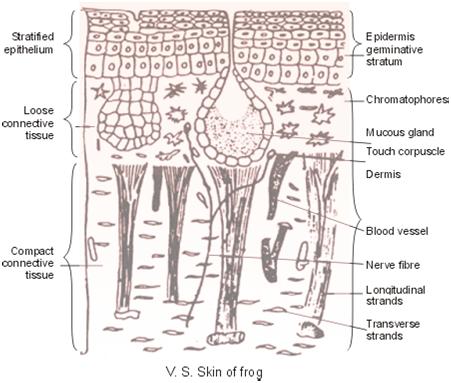 Stratified
epithelium
Loose
connective
tissue
Compact
connective
tissue
Epidermis
germinative
stratum
Chromatophores
Mucous gland
Touch corpuscle
Dermis
Blood vessel
Nerve fibre
Longitudinal
strands
Transverse
strands
V. S. Skin of frog